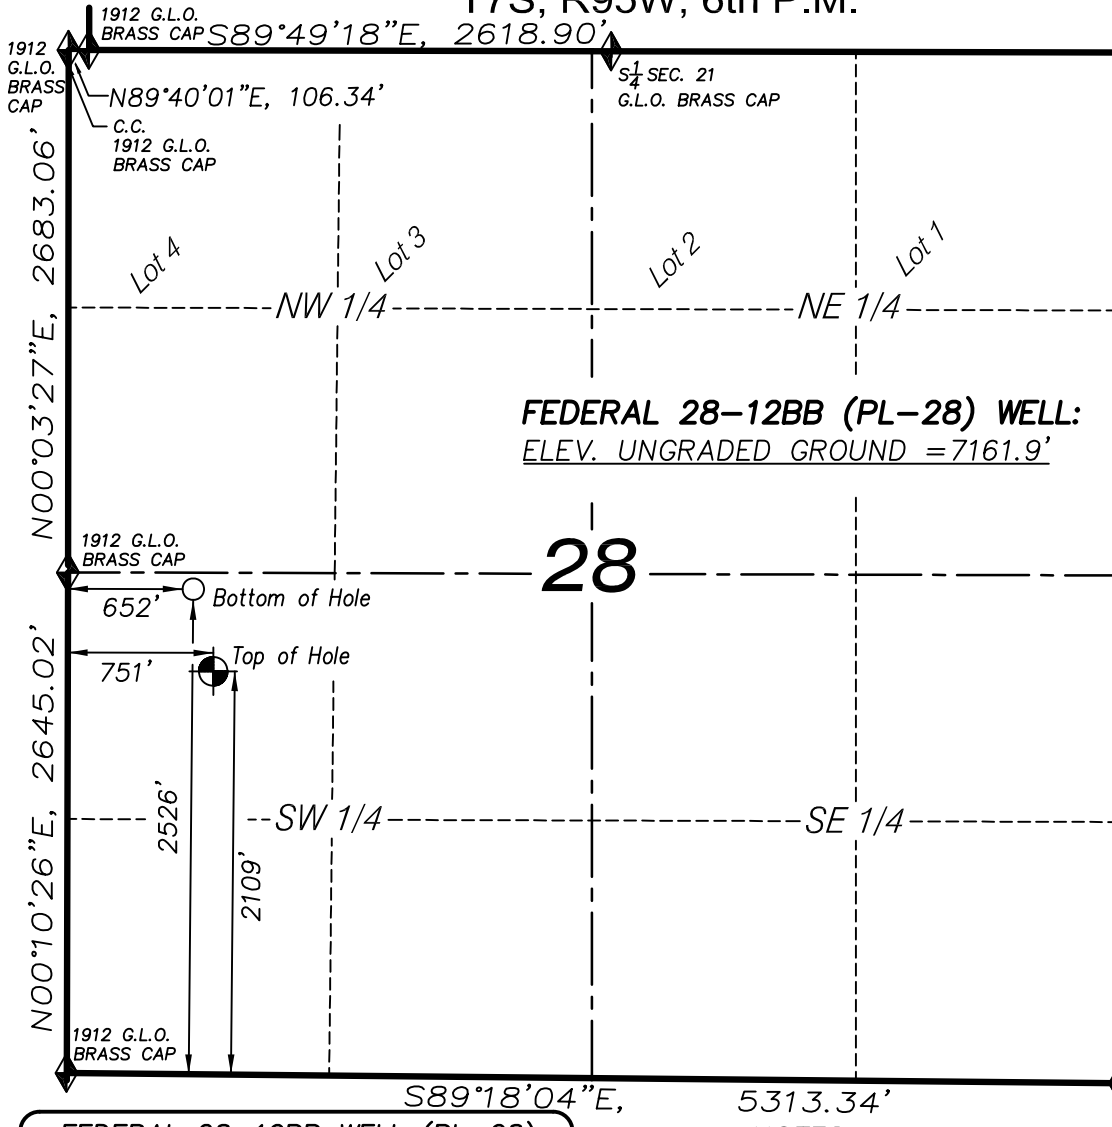 T7S, R95W, 6th P.M.
1912 G.L.O.
BRASS CAP
S89°49'18"E, 2618.90'
1912
G.L.O.
BRASS
CAP
S1/4 SEC. 21
G.L.O. BRASS CAP
N89°40'01"E, 106.34'
C.C.
1912 G.L.O.
BRASS CAP
N00°03'27"E, 2683.06'
Lot 4
Lot 3
Lot 2
Lot 1
NW 1/4
NE 1/4
FEDERAL 28-12BB (PL-28) WELL:
ELEV. UNGRADED GROUND =7161.9'
1912 G.L.O.
BRASS CAP
28
652'
Bottom of Hole
751'
Top of Hole
N00°10'26"E, 2645.02'
2526'
2109'
SW 1/4
SE 1/4
1912 G.L.O.
BRASS CAP
S89°18'04"E, 5313.34'